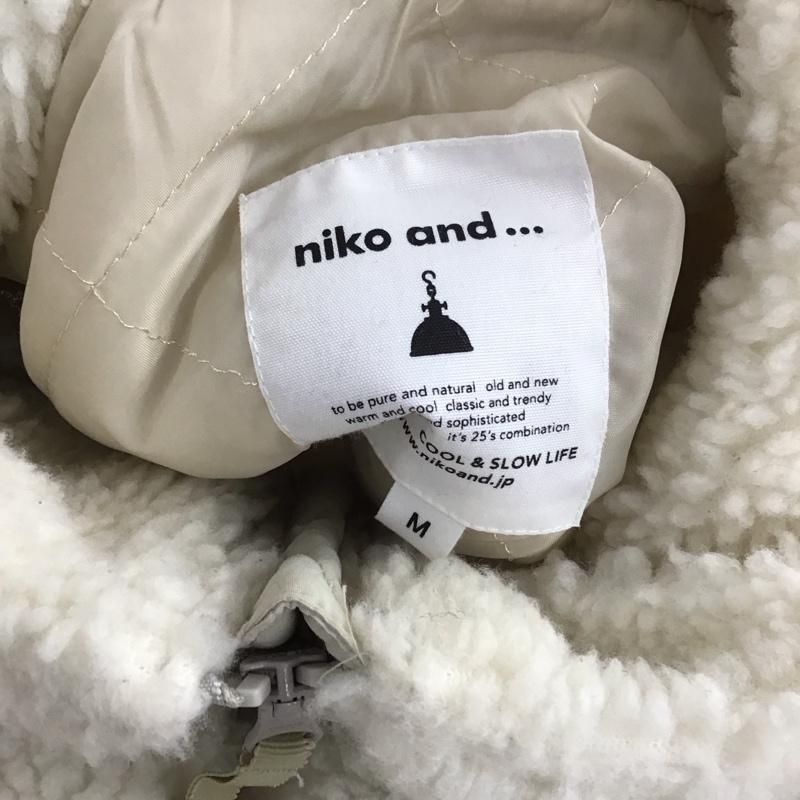 niko and ...
to be pure and natural old and new
warm and cool classic and trendy
sophisticated
it's 25's combination
COOL & SLOW LIFE
www.nikoand.jp
M